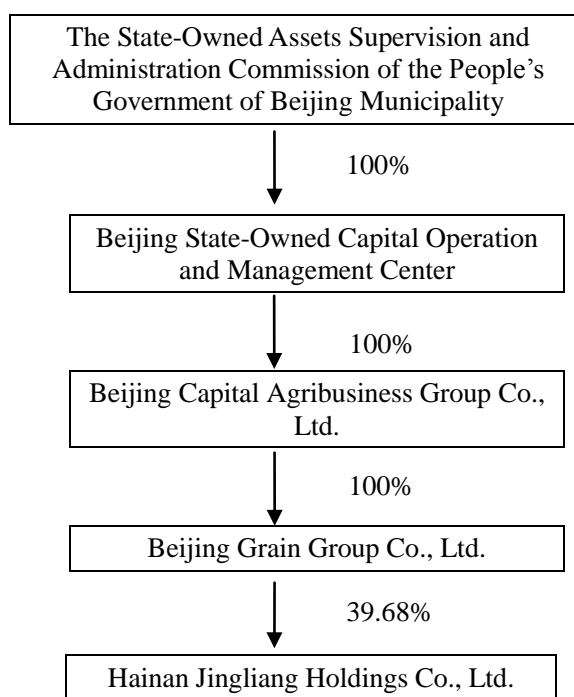 The State-Owned Assets Supervision and
Administration Commission of the People’s
Government of Beijing Municipality
100%
Beijing State-Owned Capital Operation
and Management Center
100%
Beijing Capital Agribusiness Group Co.,
Ltd.
100%
Beijing Grain Group Co., Ltd.
39.68%
Hainan Jingliang Holdings Co., Ltd.